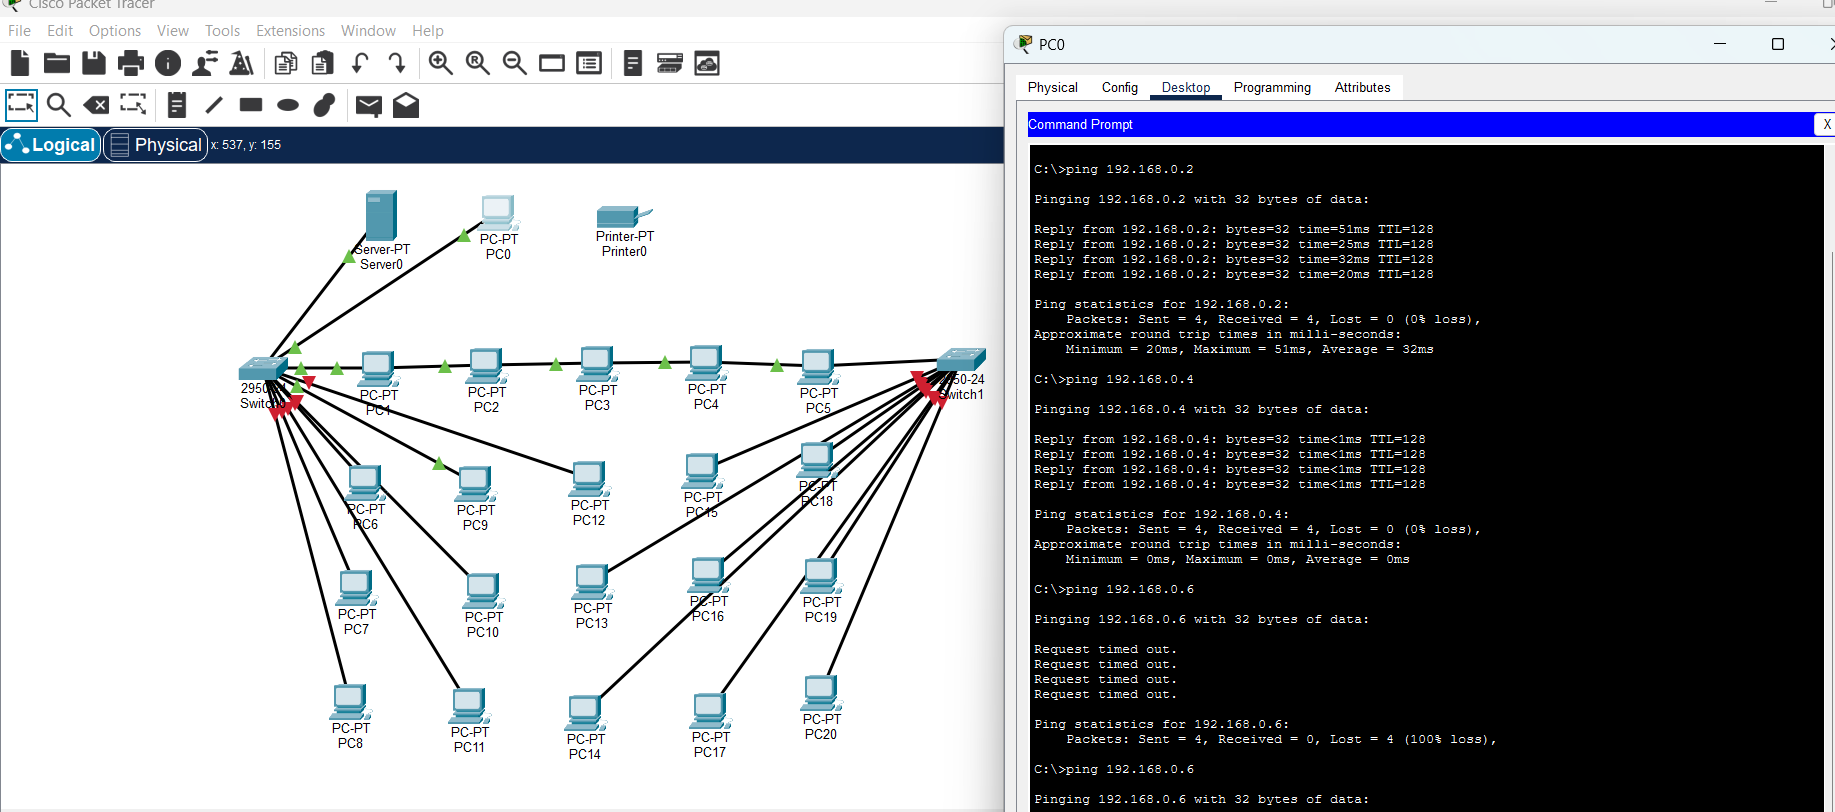 Cisco Packet Tracer
File Edit Options View Tools Extensions Window Help
Logical Physical x: 537, y: 155
Server-PT
Server0
PC-PT
PC0
Printer-PT
Printer0
2950-24
Switch0
PC-PT
PC1
PC-PT
PC2
PC-PT
PC3
PC-PT
PC4
PC-PT
PC5
2950-24
Switch1
PC-PT
PC6
PC-PT
PC9
PC-PT
PC12
PC-PT
PC15
PC-PT
PC18
PC-PT
PC7
PC-PT
PC10
PC-PT
PC13
PC-PT
PC16
PC-PT
PC19
PC-PT
PC8
PC-PT
PC11
PC-PT
PC14
PC-PT
PC17
PC-PT
PC20
PC0
Physical Config Desktop Programming Attributes
Command Prompt
X
C:\>ping 192.168.0.2
Pinging 192.168.0.2 with 32 bytes of data:
Reply from 192.168.0.2: bytes=32 time=51ms TTL=128
Reply from 192.168.0.2: bytes=32 time=25ms TTL=128
Reply from 192.168.0.2: bytes=32 time=32ms TTL=128
Reply from 192.168.0.2: bytes=32 time=20ms TTL=128
Ping statistics for 192.168.0.2:
Packets: Sent = 4, Received = 4, Lost = 0 (0% loss),
Approximate round trip times in milli-seconds:
Minimum = 20ms, Maximum = 51ms, Average = 32ms
C:\>ping 192.168.0.4
Pinging 192.168.0.4 with 32 bytes of data:
Reply from 192.168.0.4: bytes=32 time<1ms TTL=128
Reply from 192.168.0.4: bytes=32 time<1ms TTL=128
Reply from 192.168.0.4: bytes=32 time<1ms TTL=128
Reply from 192.168.0.4: bytes=32 time<1ms TTL=128
Ping statistics for 192.168.0.4:
Packets: Sent = 4, Received = 4, Lost = 0 (0% loss),
Approximate round trip times in milli-seconds:
Minimum = 0ms, Maximum = 0ms, Average = 0ms
C:\>ping 192.168.0.6
Pinging 192.168.0.6 with 32 bytes of data:
Request timed out.
Request timed out.
Request timed out.
Request timed out.
Ping statistics for 192.168.0.6:
Packets: Sent = 4, Received = 0, Lost = 4 (100% loss),
C:\>ping 192.168.0.6
Pinging 192.168.0.6 with 32 bytes of data: